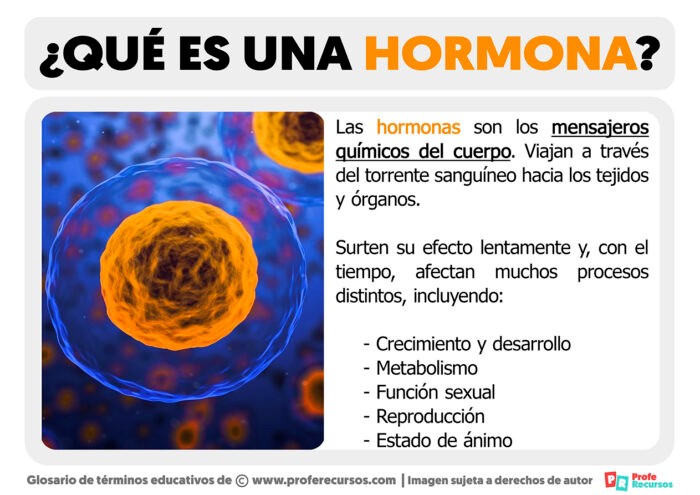 ¿QUÉ ES UNA HORMONA?
Las hormonas son los mensajeros
químicos del cuerpo. Viajan a través
del torrente sanguíneo hacia los tejidos
y órganos.
Surten su efecto lentamente y, con el
tiempo, afectan muchos procesos
distintos, incluyendo:
- Crecimiento y desarrollo
- Metabolismo
- Función sexual
- Reproducción
- Estado de ánimo
Glosario de términos educativos de © www.proferecursos.com | Imagen sujeta a derechos de autor
PR Profe
Recursos